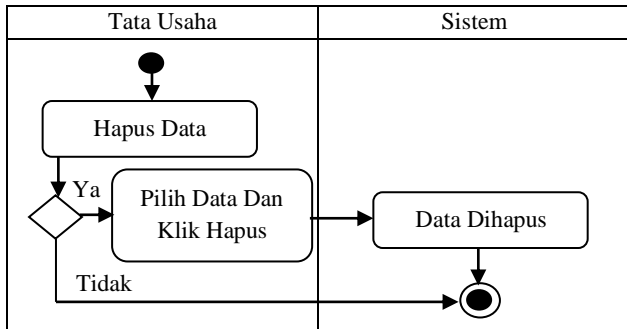 Tata Usaha
Sistem
Hapus Data
Ya
Pilih Data Dan
Klik Hapus
Data Dihapus
Tidak